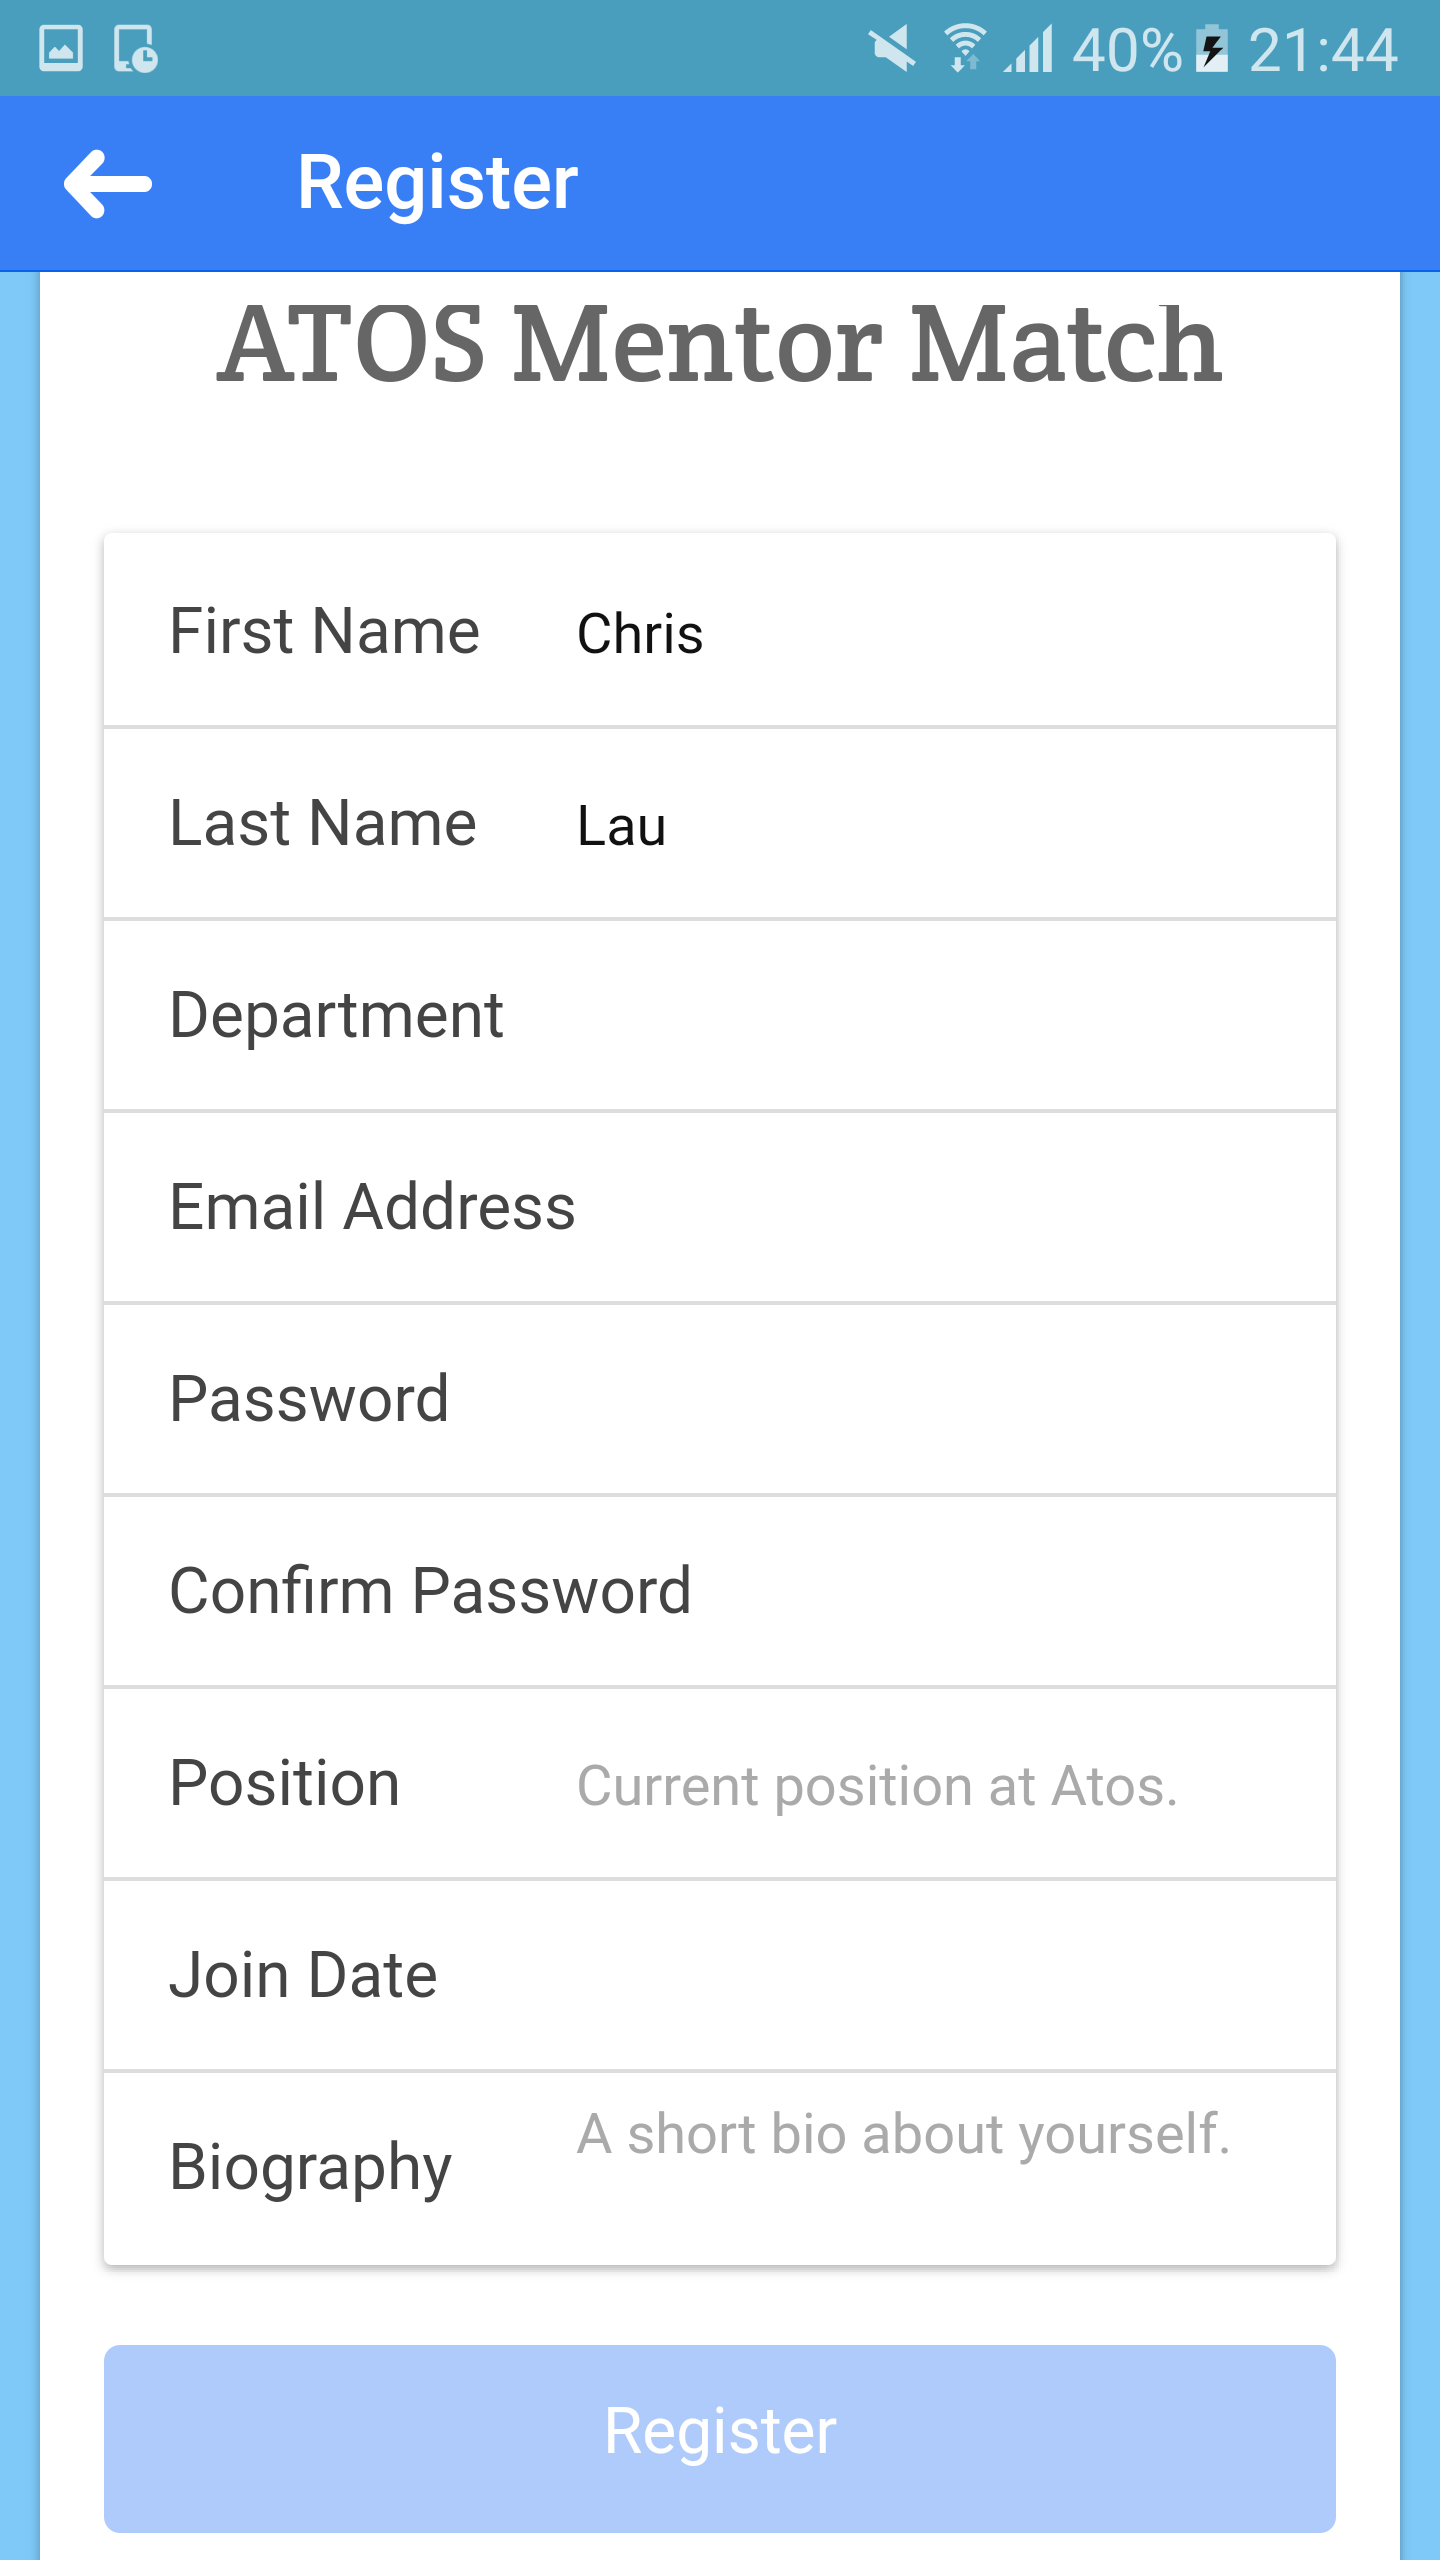 40% 21:44
Register
ATOS Mentor Match
First Name Chris
Last Name Lau
Department
Email Address
Password
Confirm Password
Position Current position at Atos.
Join Date
Biography A short bio about yourself.
Register